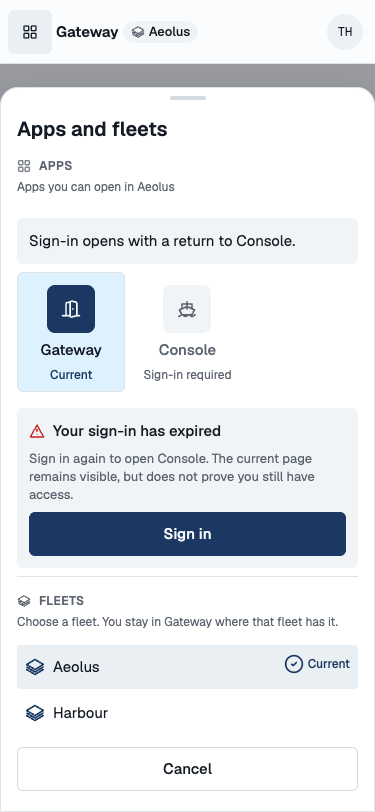 Gateway
Aeolus
TH
Apps and fleets
APPS
Apps you can open in Aeolus
Sign-in opens with a return to Console.
Gateway
Current
Console
Sign-in required
Your sign-in has expired
Sign in again to open Console. The current page
remains visible, but does not prove you still have
access.
Sign in
FLEETS
Choose a fleet. You stay in Gateway where that fleet has it.
Aeolus
Current
Harbour
Cancel